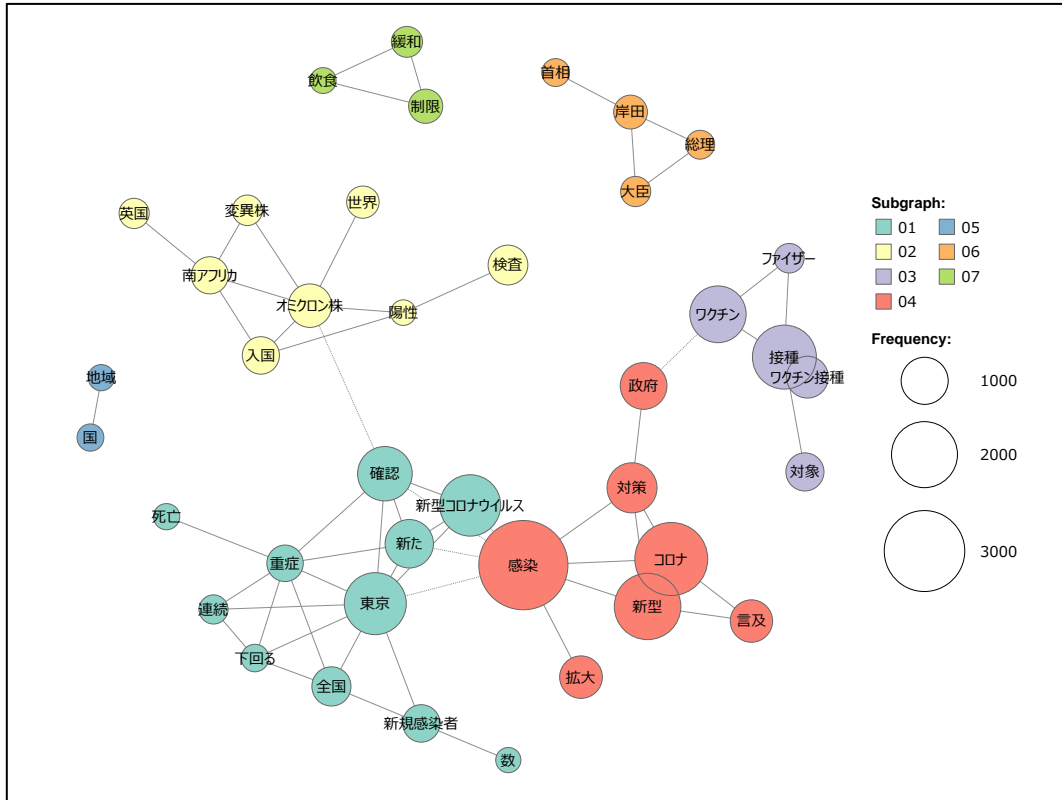 緩和
飲食
制限
首相
岸田
総理
大臣
英国
変異株
世界
南アフリカ
オミクロン株
検査
陽性
入国
Subgraph:
01 05
02 06
03 07
04
ファイザー
ワクチン
接種
ワクチン接種
対象
Frequency:
1000
2000
3000
地域
国
政府
対策
確認
新型コロナウイルス
死亡
新た
重症
感染
コロナ
東京
新型
連続
言及
下回る
全国
拡大
新規感染者
数